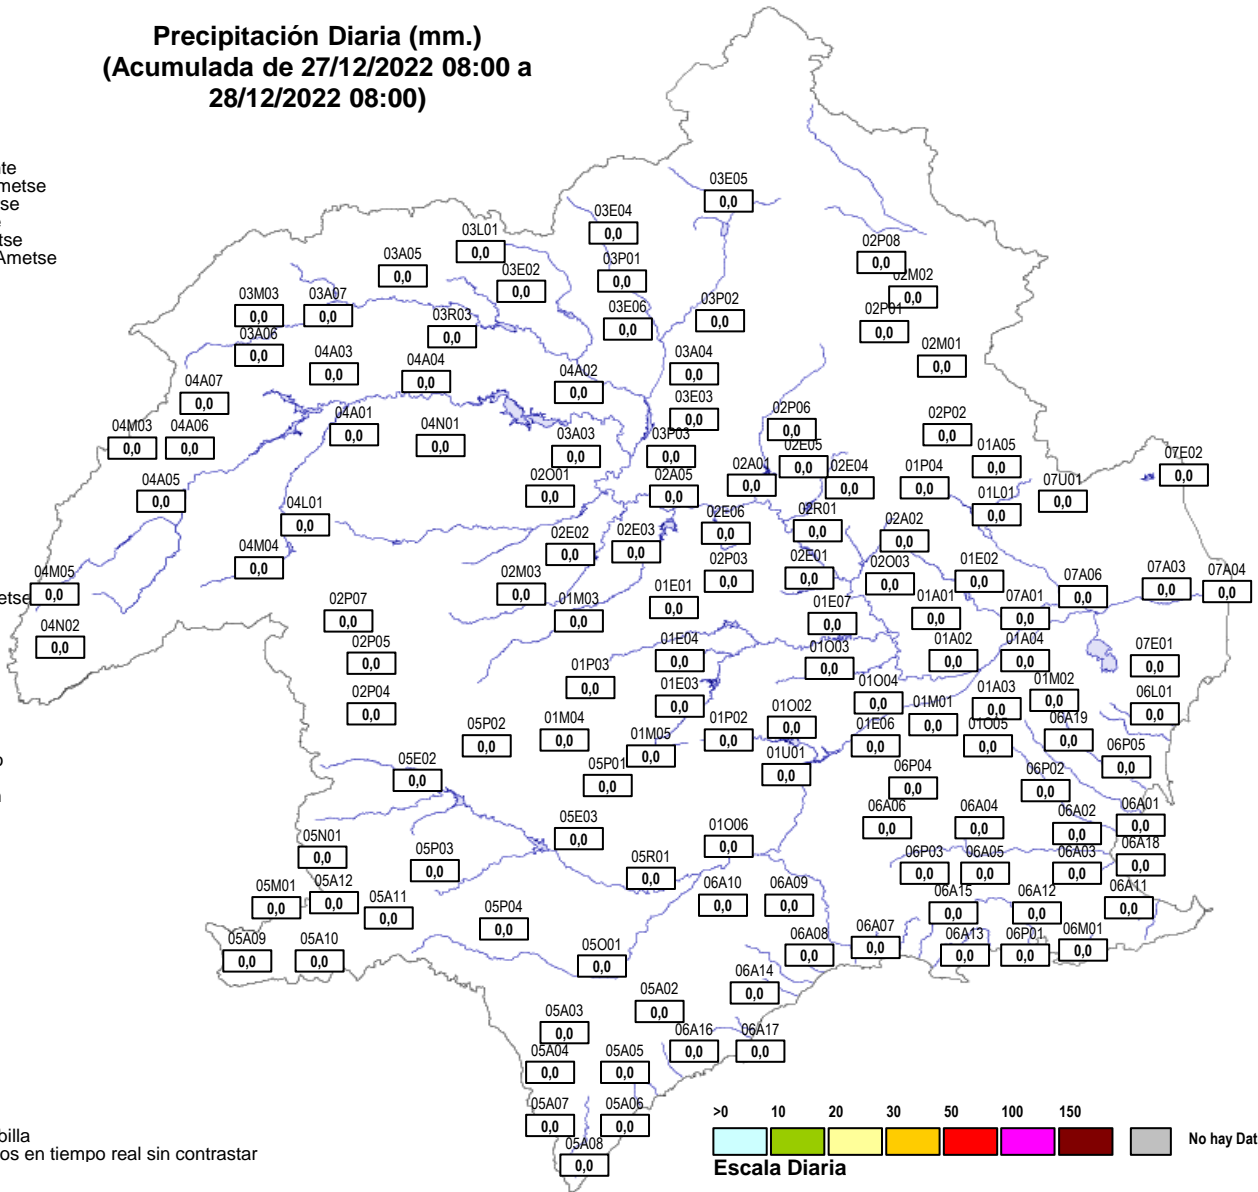 Precipitación Diaria (mm.)
(Acumulada de 27/12/2022 08:00 a
28/12/2022 08:00)
nte
metse
tse
tse
Ametse
03E05
0,0
03E04
0,0
03L01
0,0
02P08
0,0
03A05
0,0
03P01
0,0
03E02
0,0
02M02
0,0
03M03
0,0
03A07
0,0
03P02
0,0
03E06
0,0
02P01
0,0
03R03
0,0
03A06
0,0
02M01
0,0
04A03
0,0
03A04
0,0
04A04
0,0
04A02
0,0
04A07
0,0
03E03
0,0
02P06
0,0
04A01
0,0
02P02
0,0
04M03
0,0
04A06
0,0
04N01
0,0
03A03
0,0
03P03
0,0
02E05
0,0
01A05
0,0
07E02
0,0
02A01
0,0
02E04
0,0
01P04
0,0
04A05
0,0
02O01
0,0
02A05
0,0
07U01
0,0
01L01
0,0
04L01
0,0
02R01
0,0
02E06
0,0
02A02
0,0
02E02
0,0
02E03
0,0
04M04
0,0
02P03
0,0
02E01
0,0
02O03
0,0
01E02
0,0
07A03
0,0
07A04
0,0
04M05
0,0
etse
02M03
0,0
07A06
0,0
01E01
0,0
02P07
0,0
01M03
0,0
01E07
0,0
01A01
0,0
07A01
0,0
04N02
0,0
02P05
0,0
01E04
0,0
01O03
0,0
01A02
0,0
01A04
0,0
07E01
0,0
01P03
0,0
01E03
0,0
01O04
0,0
01A03
0,0
01M02
0,0
06L01
0,0
02P04
0,0
01M01
0,0
01O02
0,0
05P02
0,0
01M04
0,0
01P02
0,0
01E06
0,0
01O05
0,0
06A19
0,0
01M05
0,0
06P05
0,0
05E02
0,0
01U01
0,0
05P01
0,0
06P04
0,0
06P02
0,0
06A06
0,0
06A04
0,0
06A02
0,0
06A01
0,0
05E03
0,0
01O06
0,0
05N01
0,0
05P03
0,0
05R01
0,0
06P03
0,0
06A05
0,0
06A03
0,0
06A18
0,0
05M01
0,0
05A12
0,0
05A11
0,0
06A10
0,0
06A09
0,0
06A15
0,0
06A12
0,0
06A11
0,0
05P04
0,0
05A09
0,0
05A10
0,0
05O01
0,0
06A08
0,0
06A07
0,0
06A13
0,0
06P01
0,0
06M01
0,0
06A14
0,0
05A02
0,0
05A03
0,0
06A16
0,0
06A17
0,0
05A04
0,0
05A05
0,0
05A07
0,0
05A06
0,0
05A08
0,0
billa
os en tiempo real sin contrastar
>0 10 20 30 50 100 150
No hay Dat
Escala Diaria